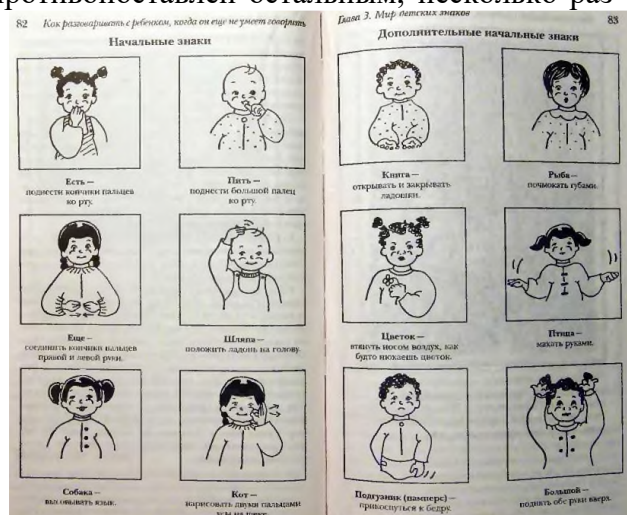 противопоставлен остальным, несколько раз
82 Как разговаривать с ребенком, когда он еще не умеет говорить
Начальные знаки
Есть —
поднести кончики пальцев
ко рту.
Пить —
поднести большой палец
ко рту.
Еще —
соединить кончики пальцев
правой и левой руки.
Шляпа —
положить ладонь на голову.
Собака —
высовывать язык.
Кот —
нарисовать двумя пальцами
усы на щеке.
Глава 3. Мир детских знаков 83
Дополнительные начальные знаки
Книга —
открывать и закрывать
ладошки.
Рыба —
почмокать губами.
Цветок —
втянуть носом воздух, как
будто нюхаешь цветок.
Птица —
махать руками.
Подгузник (памперс) —
прикоснуться к бедру.
Большой —
поднять обе руки вверх.